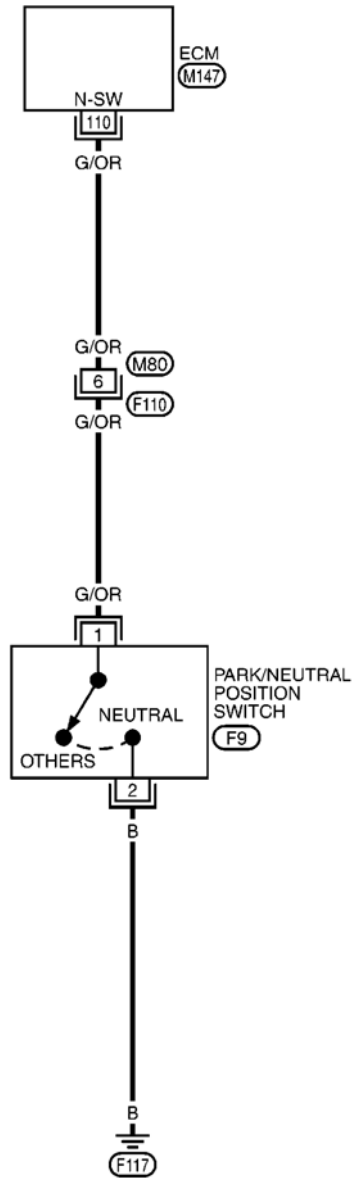 ECM
M147
N-SW
110
G/OR
G/OR
M80
6
F110
G/OR
G/OR
1
PARK/NEUTRAL
POSITION
SWITCH
NEUTRAL
F9
OTHERS
2
B
B
F117